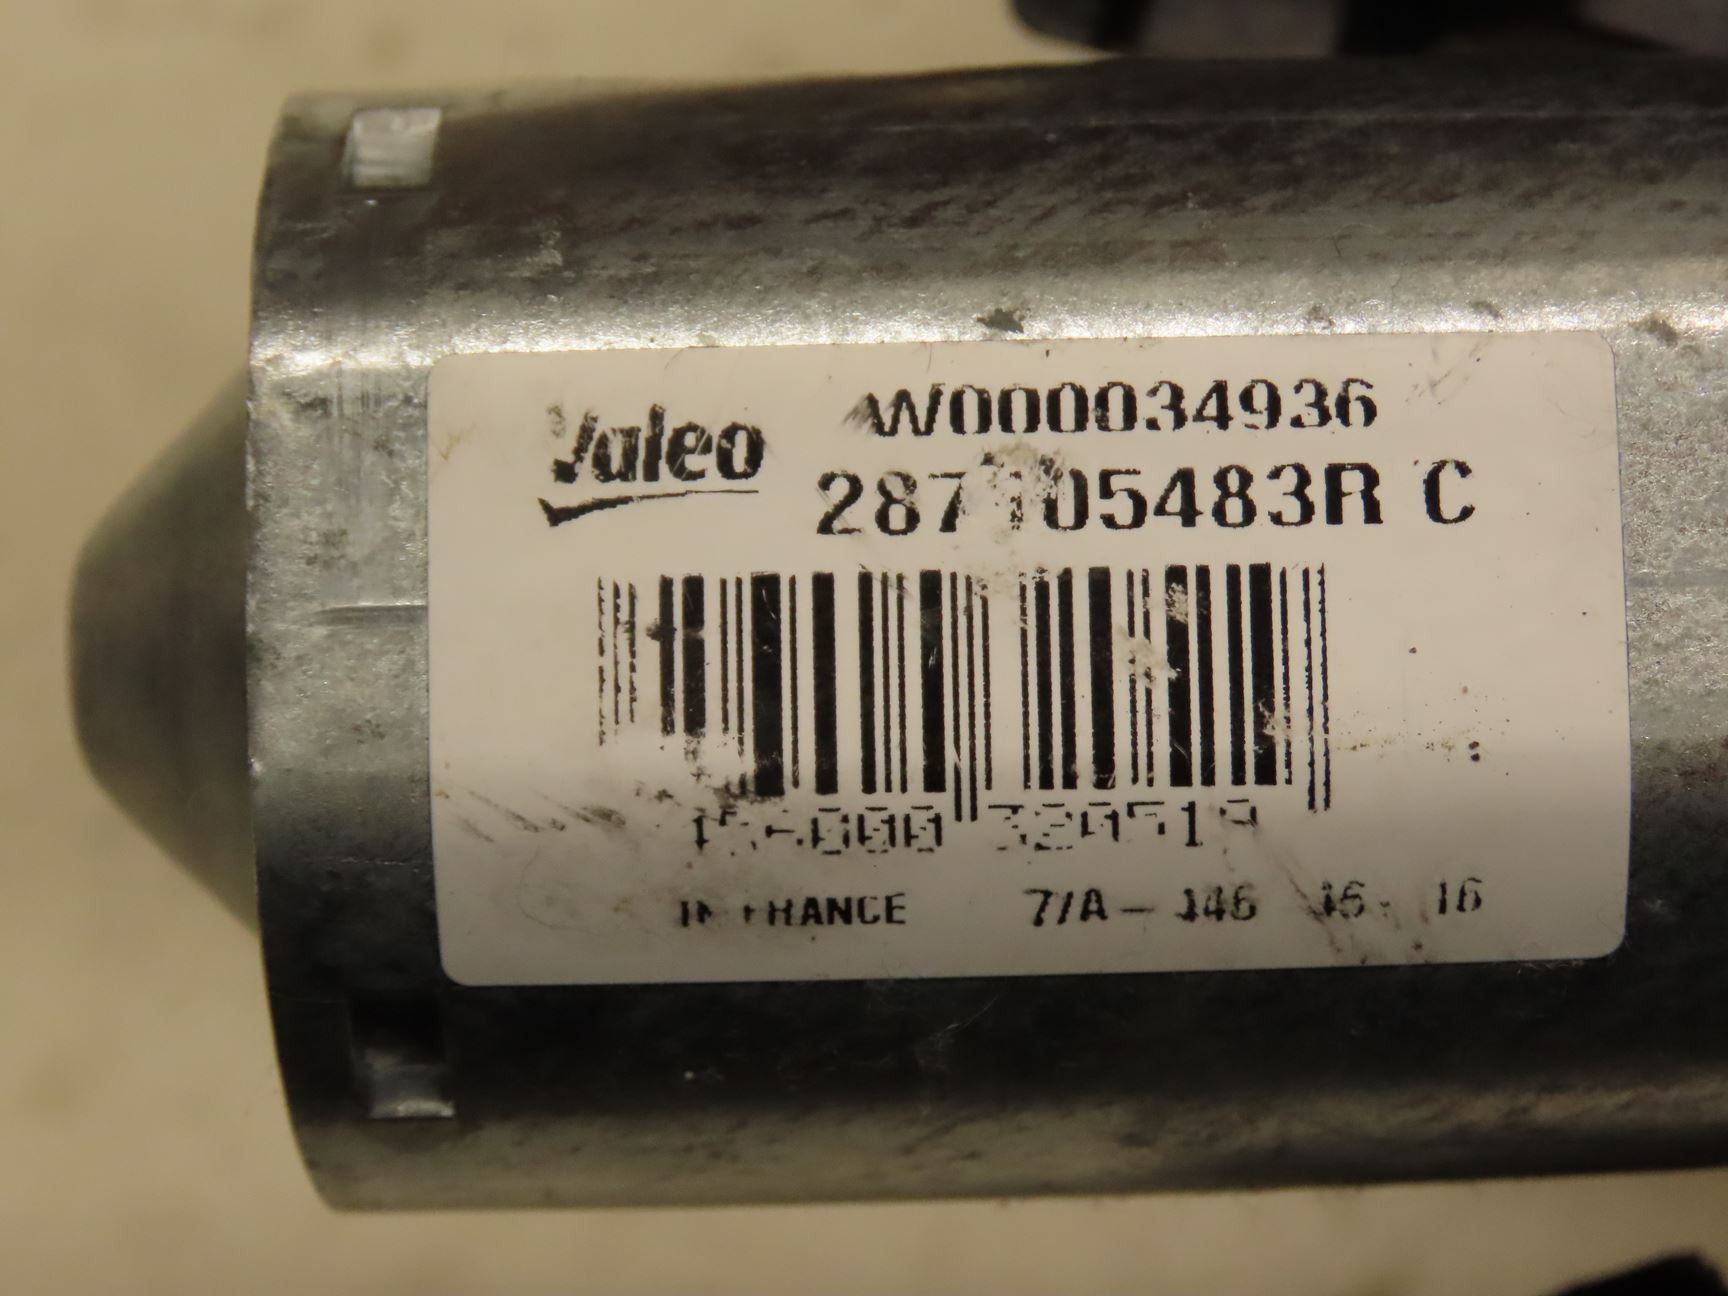 Valeo
W000034936
287105483R C
IN FRANCE 7/A - 146 16 16